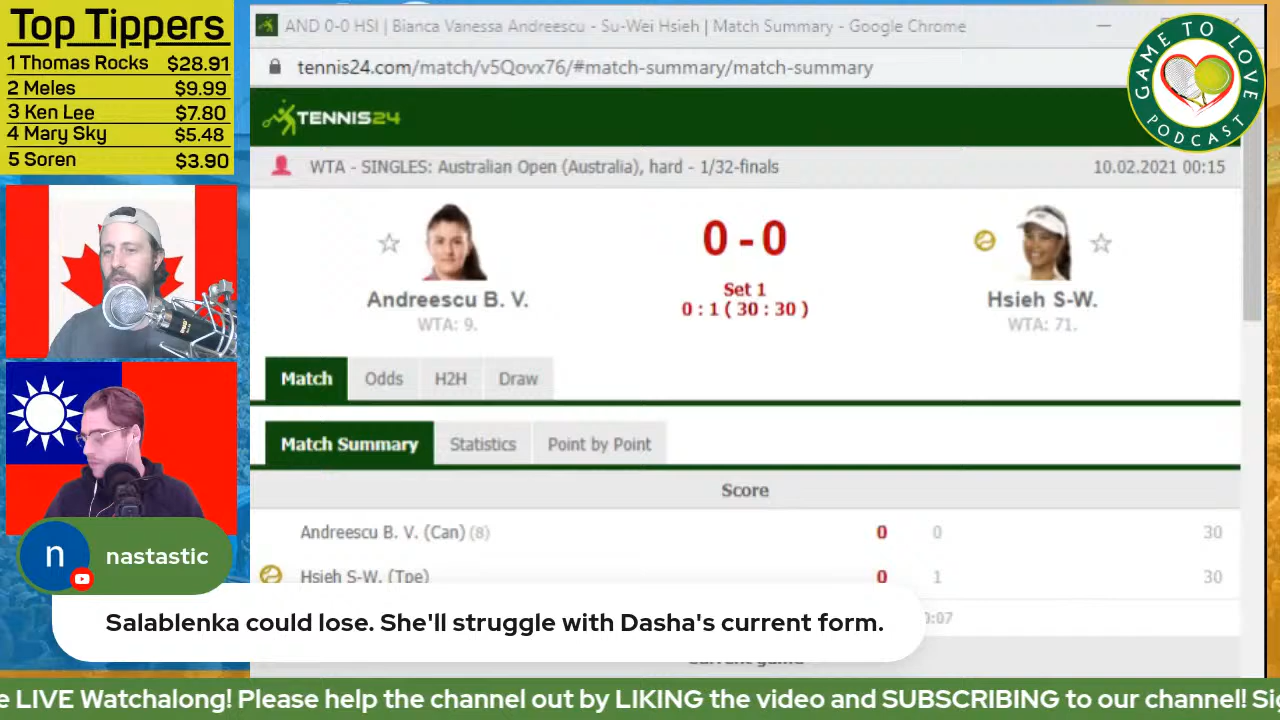 Top Tippers
1 Thomas Rocks $28.91
2 Meles $9.99
3 Ken Lee $7.80
4 Mary Sky $5.48
5 Soren $3.90
AND 0-0 HSI | Bianca Vanessa Andreescu - Su-Wei Hsieh | Match Summary - Google Chrome
tennis24.com/match/v5Qovx76/#match-summary/match-summary
GAME TO LOVE
PODCAST
TENNIS24
WTA - SINGLES: Australian Open (Australia), hard - 1/32-finals 10.02.2021 00:15
0 - 0
Set 1
0 : 1 ( 30 : 30 )
Andreescu B. V.
WTA: 9.
Hsieh S-W.
WTA: 71.
Match Odds H2H Draw
Match Summary Statistics Point by Point
Score
Andreescu B. V. (Can) (8) 0 0 30
Hsieh S-W. (Tpe) 0 1 30
:07
n nastastic
Salablenka could lose. She'll struggle with Dasha's current form.
e LIVE Watchalong! Please help the channel out by LIKING the video and SUBSCRIBING to our channel! Sig